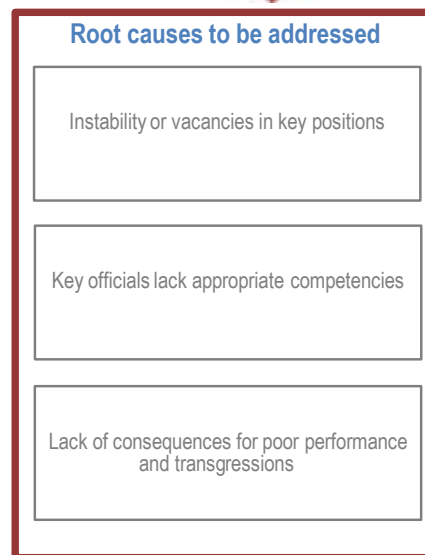 Root causes to be addressed
Instability or vacancies in key positions
Key officials lack appropriate competencies
Lack of consequences for poor performance
and transgressions